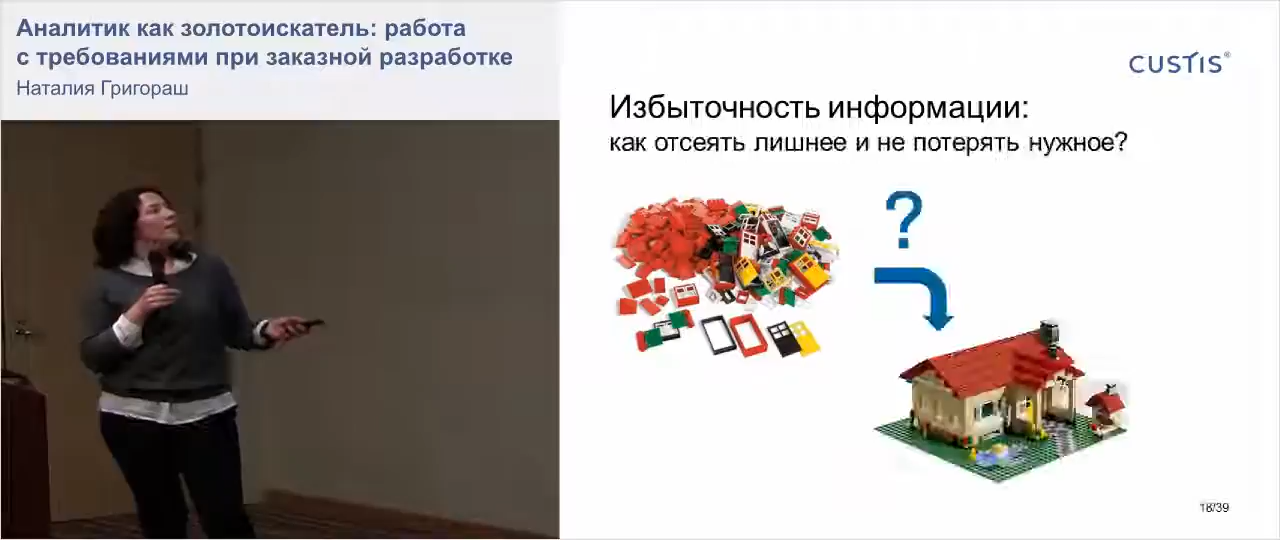 Аналитик как золотоискатель: работа
с требованиями при заказной разработке
Наталия Григораш
CUSTIS®
Избыточность информации:
как отсеять лишнее и не потерять нужное?
?
18/39